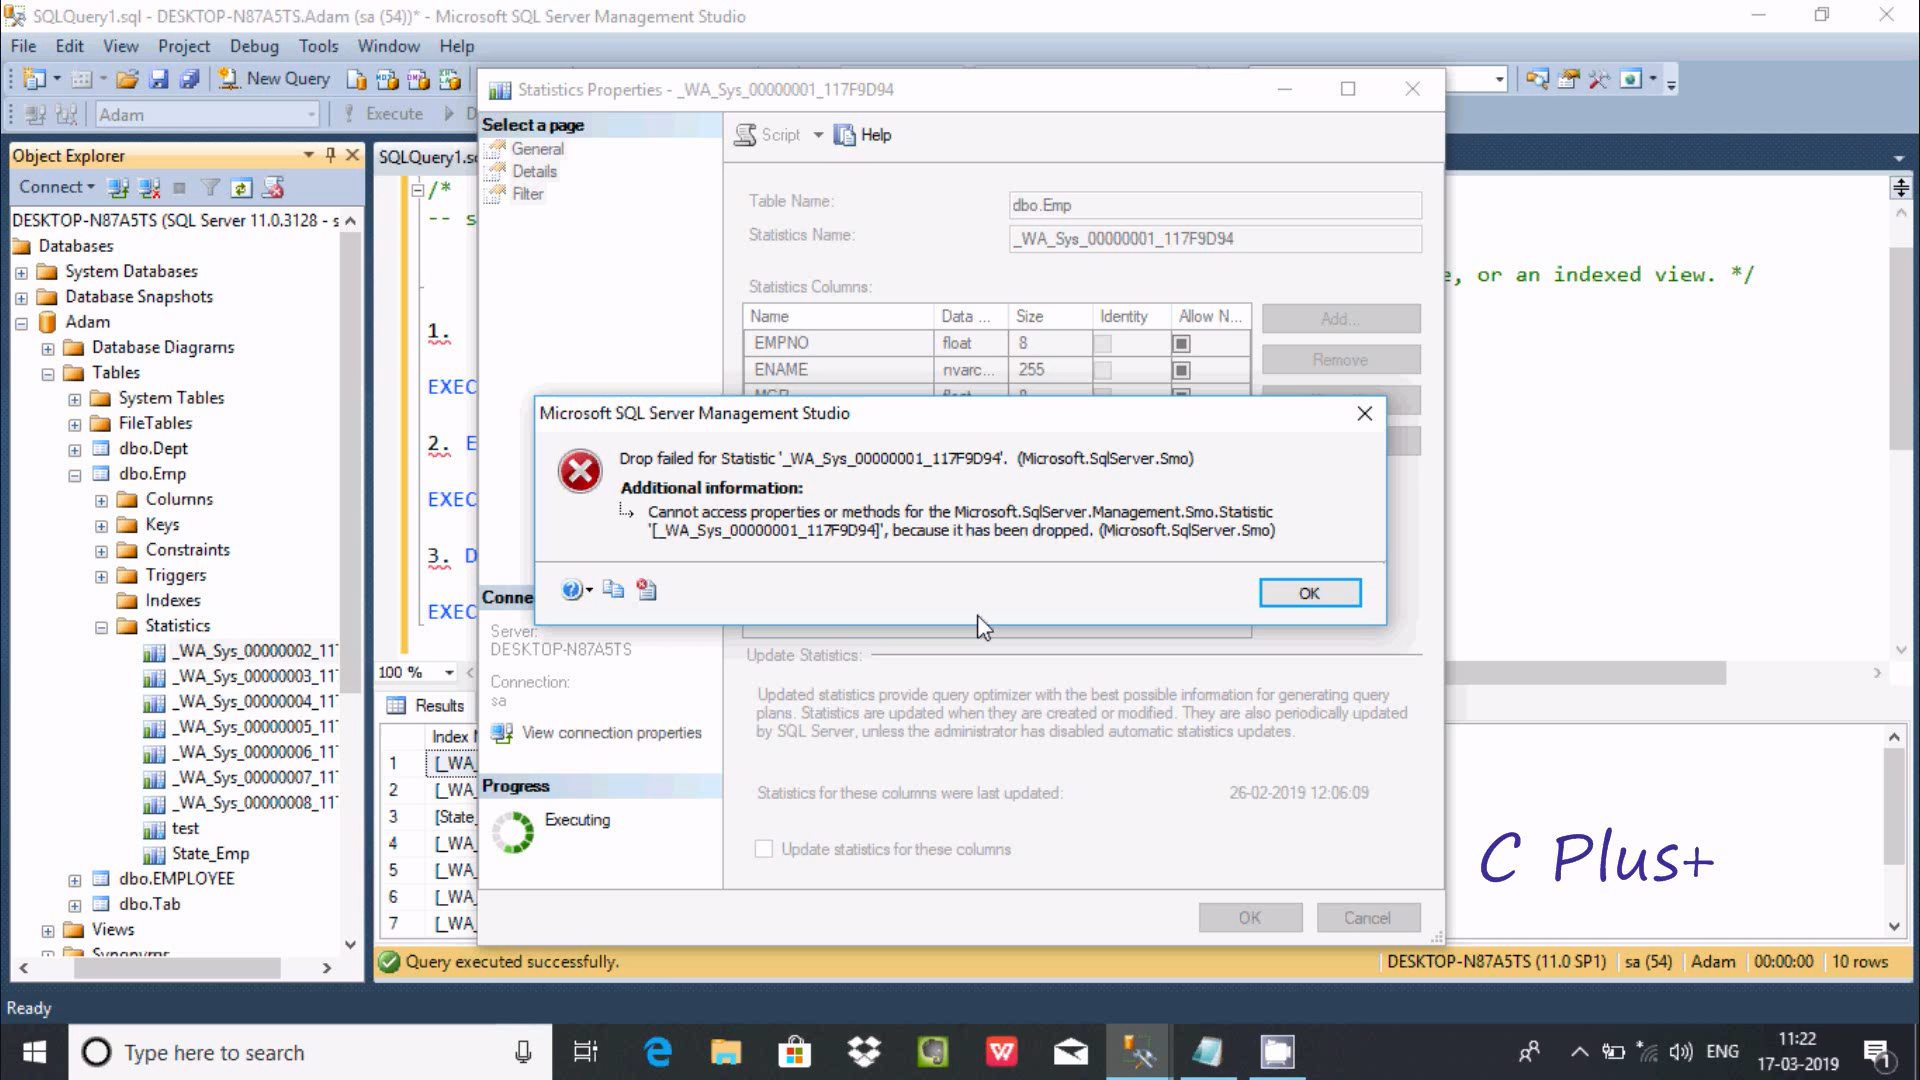 SQLQuery1.sql - DESKTOP-N87A5TS.Adam (sa (54))* - Microsoft SQL Server Management Studio
File Edit View Project Debug Tools Window Help
New Query
Adam
Execute
Object Explorer
Connect
DESKTOP-N87A5TS (SQL Server 11.0.3128 - s
Databases
System Databases
Database Snapshots
Adam
Database Diagrams
Tables
System Tables
FileTables
dbo.Dept
dbo.Emp
Columns
Keys
Constraints
Triggers
Indexes
Statistics
_WA_Sys_00000002_11
_WA_Sys_00000003_11
_WA_Sys_00000004_11
_WA_Sys_00000005_11
_WA_Sys_00000006_11
_WA_Sys_00000007_11
_WA_Sys_00000008_11
test
State_Emp
dbo.EMPLOYEE
dbo.Tab
Views
Synonyms
SQLQuery1.s
/*
-- s
e, or an indexed view. */
1.
EXEC
2. E
EXEC
3. D
EXEC
100 %
Results
Index N
1 [_WA_
2 [_WA_
3 [State_
4 [_WA_
5 [_WA_
6 [_WA_
7 [_WA_
Statistics Properties - _WA_Sys_00000001_117F9D94
Select a page
General
Details
Filter
Script Help
Table Name: dbo.Emp
Statistics Name: _WA_Sys_00000001_117F9D94
Statistics Columns:
Name Data ... Size Identity Allow N...
EMPNO float 8
ENAME nvarc... 255
Add...
Remove
Microsoft SQL Server Management Studio
Drop failed for Statistic '_WA_Sys_00000001_117F9D94'. (Microsoft.SqlServer.Smo)
Additional information:
Cannot access properties or methods for the Microsoft.SqlServer.Management.Smo.Statistic
'[_WA_Sys_00000001_117F9D94]', because it has been dropped. (Microsoft.SqlServer.Smo)
OK
Conne
Server:
DESKTOP-N87A5TS
Connection:
sa
View connection properties
Progress
Executing
Update Statistics:
Updated statistics provide query optimizer with the best possible information for generating query
plans. Statistics are updated when they are created or modified. They are also periodically updated
by SQL Server, unless the administrator has disabled automatic statistics updates.
Statistics for these columns were last updated: 26-02-2019 12:06:09
Update statistics for these columns
OK Cancel
C Plus+
Query executed successfully.
DESKTOP-N87A5TS (11.0 SP1) sa (54) Adam 00:00:00 10 rows
Ready
Type here to search
ENG
11:22
17-03-2019
1